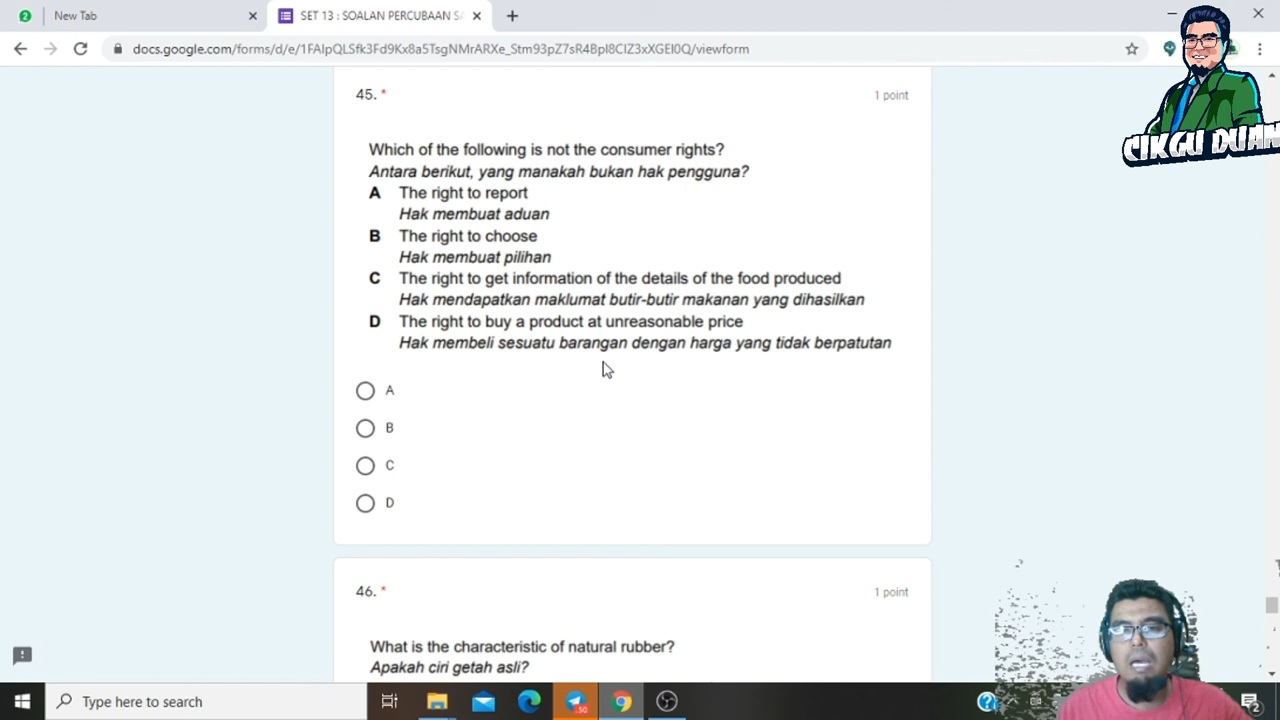 2
New Tab
SET 13 : SOALAN PERCUBAAN SA
docs.google.com/forms/d/e/1FAIpQLSfk3Fd9Kx8a5TsgNMrARXe_Stm93pZ7sR4Bpl8CIZ3xXGEl0Q/viewform
CIKGU DUAN
45. *
1 point
Which of the following is not the consumer rights?
Antara berikut, yang manakah bukan hak pengguna?
A The right to report
Hak membuat aduan
B The right to choose
Hak membuat pilihan
C The right to get information of the details of the food produced
Hak mendapatkan maklumat butir-butir makanan yang dihasilkan
D The right to buy a product at unreasonable price
Hak membeli sesuatu barangan dengan harga yang tidak berpatutan
A
B
C
D
46. *
1 point
What is the characteristic of natural rubber?
Apakah ciri getah asli?
Type here to search
50
2